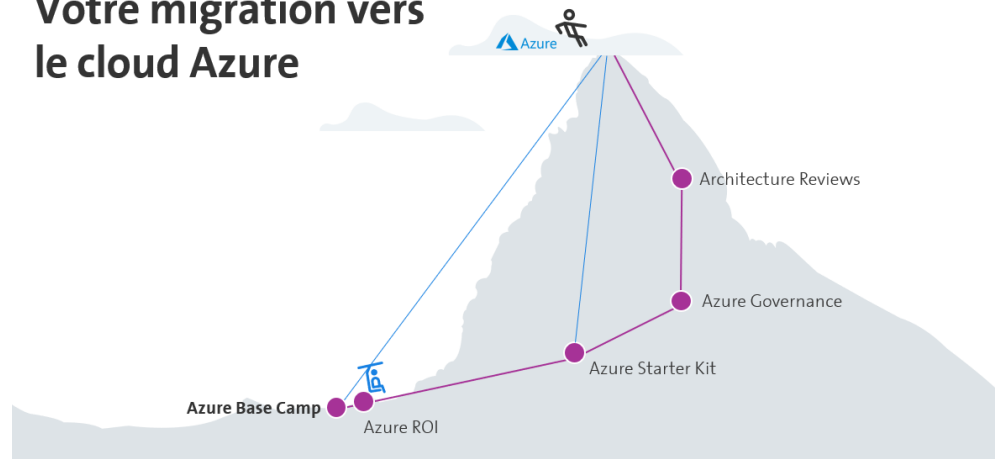 Votre migration vers
le cloud Azure
Azure
Architecture Reviews
Azure Governance
Azure Starter Kit
Azure Base Camp
Azure ROI